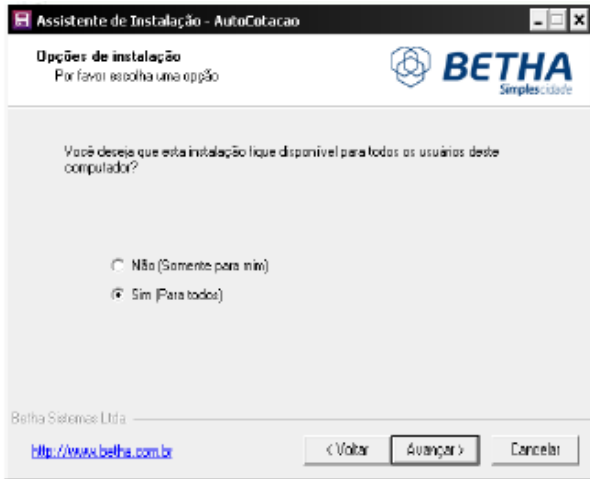 Assistente de Instalação - AutoCotacao
Opções de instalação
Por favor escolha uma opção
BETHA
Simplescidade
Você deseja que esta instalação fique disponível para todos os usuários deste
computador?
Não (Somente para mim)
Sim (Para todos)
Betha Sistemas Ltda
http://www.betha.com.br
< Voltar
Avançar >
Cancelar